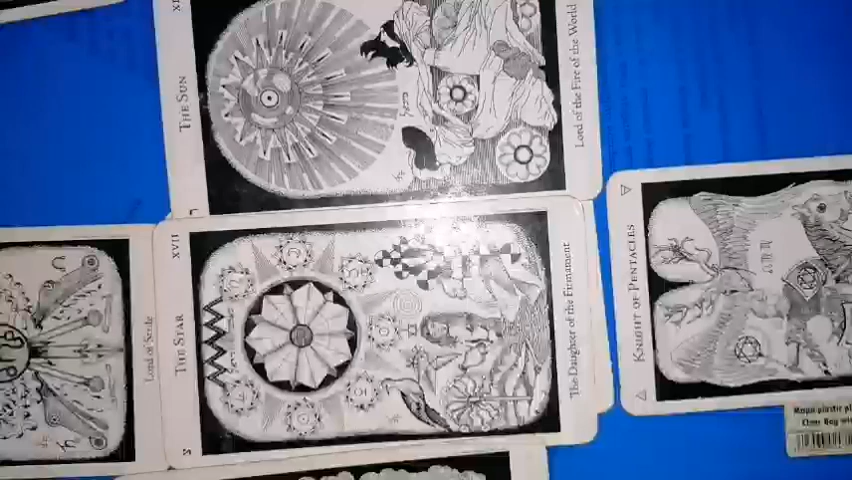 THE SUN
Lord of the Fire of the World
XVII
THE STAR
The Daughter of the Firmament
Lord of Strife
KNIGHT OF PENTACLES